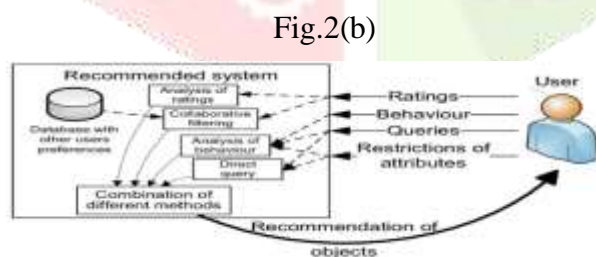 Fig.2(b)
Recommended system
Analysis of
ratings
Collaborative
filtering
Database with
other users
preferences
Analysis of
behaviour
Direct
query
Combination of
different methods
User
Ratings
Behaviour
Queries
Restrictions of
attributes
Recommendation of
objects